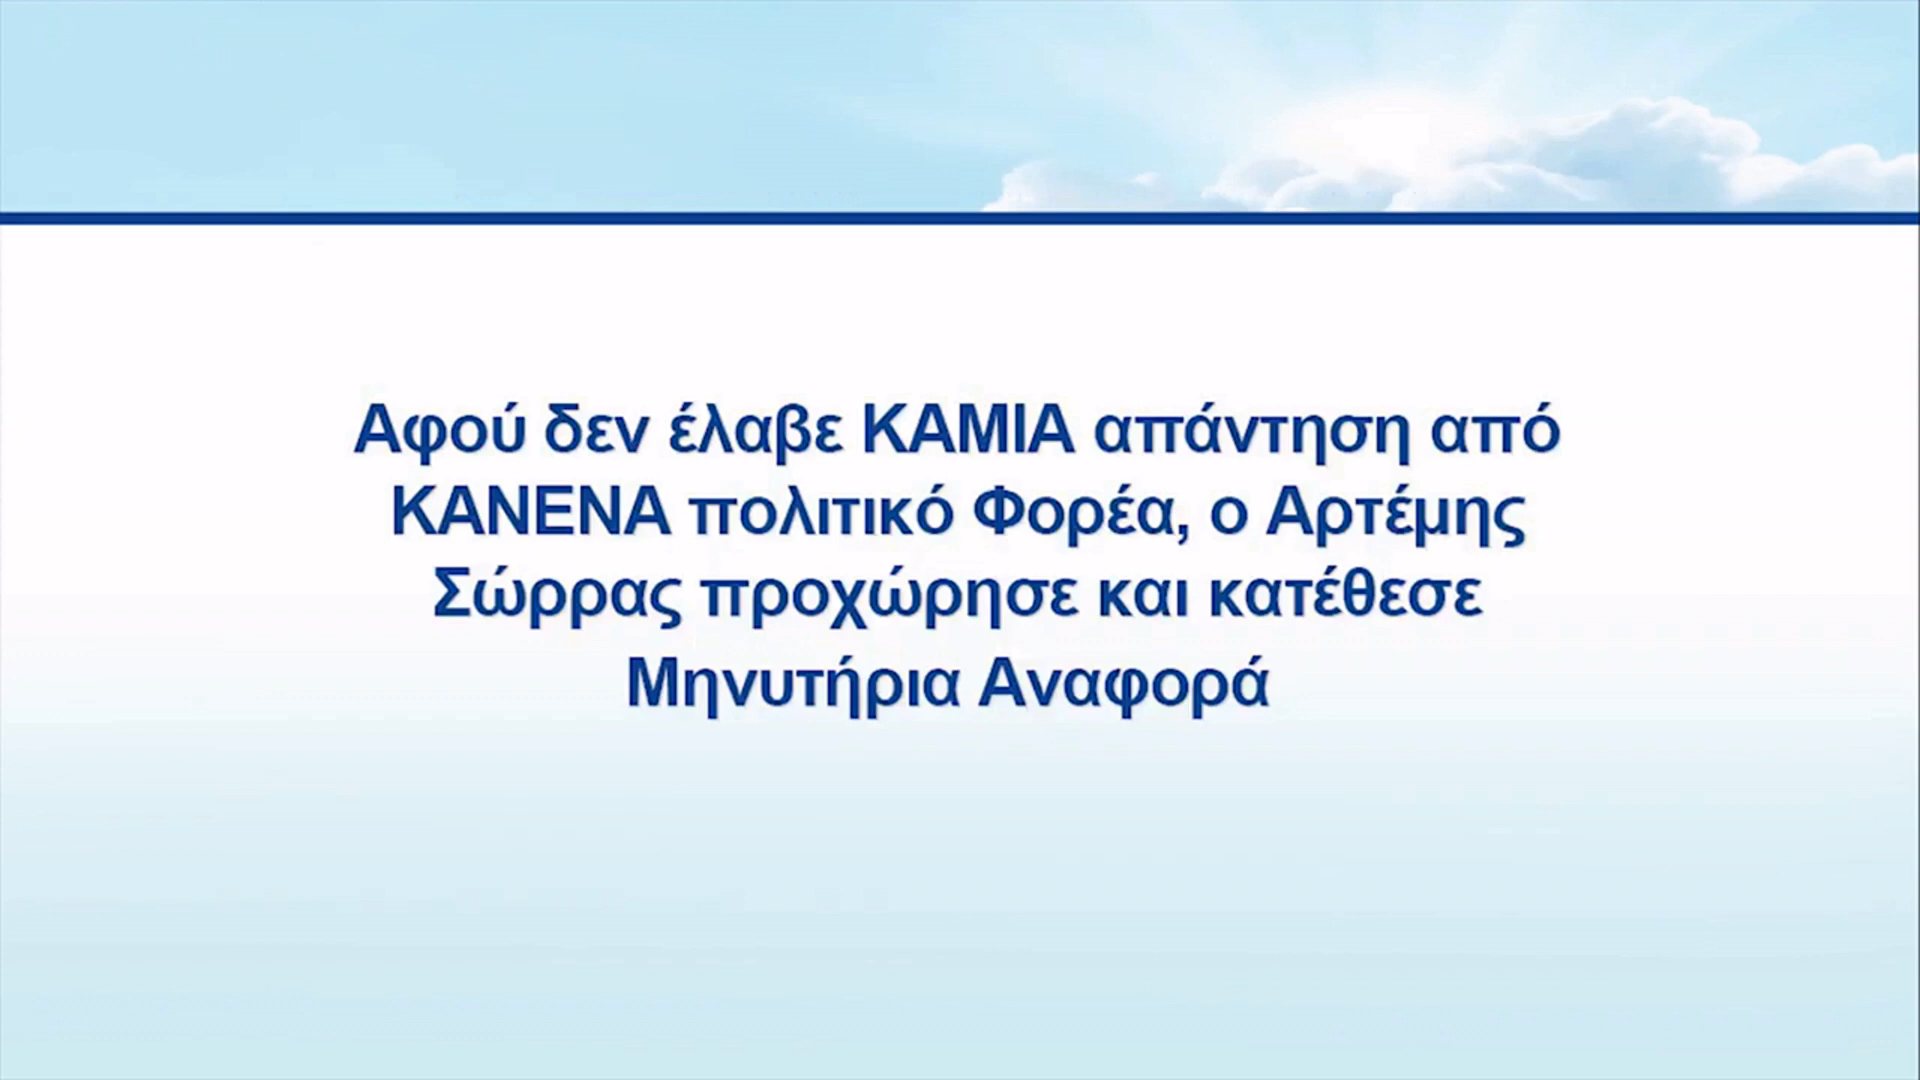 Αφού δεν έλαβε ΚΑΜΙΑ απάντηση από
ΚΑΝΕΝΑ πολιτικό Φορέα, ο Αρτέμης
Σώρρας προχώρησε και κατέθεσε
Μηνυτήρια Αναφορά